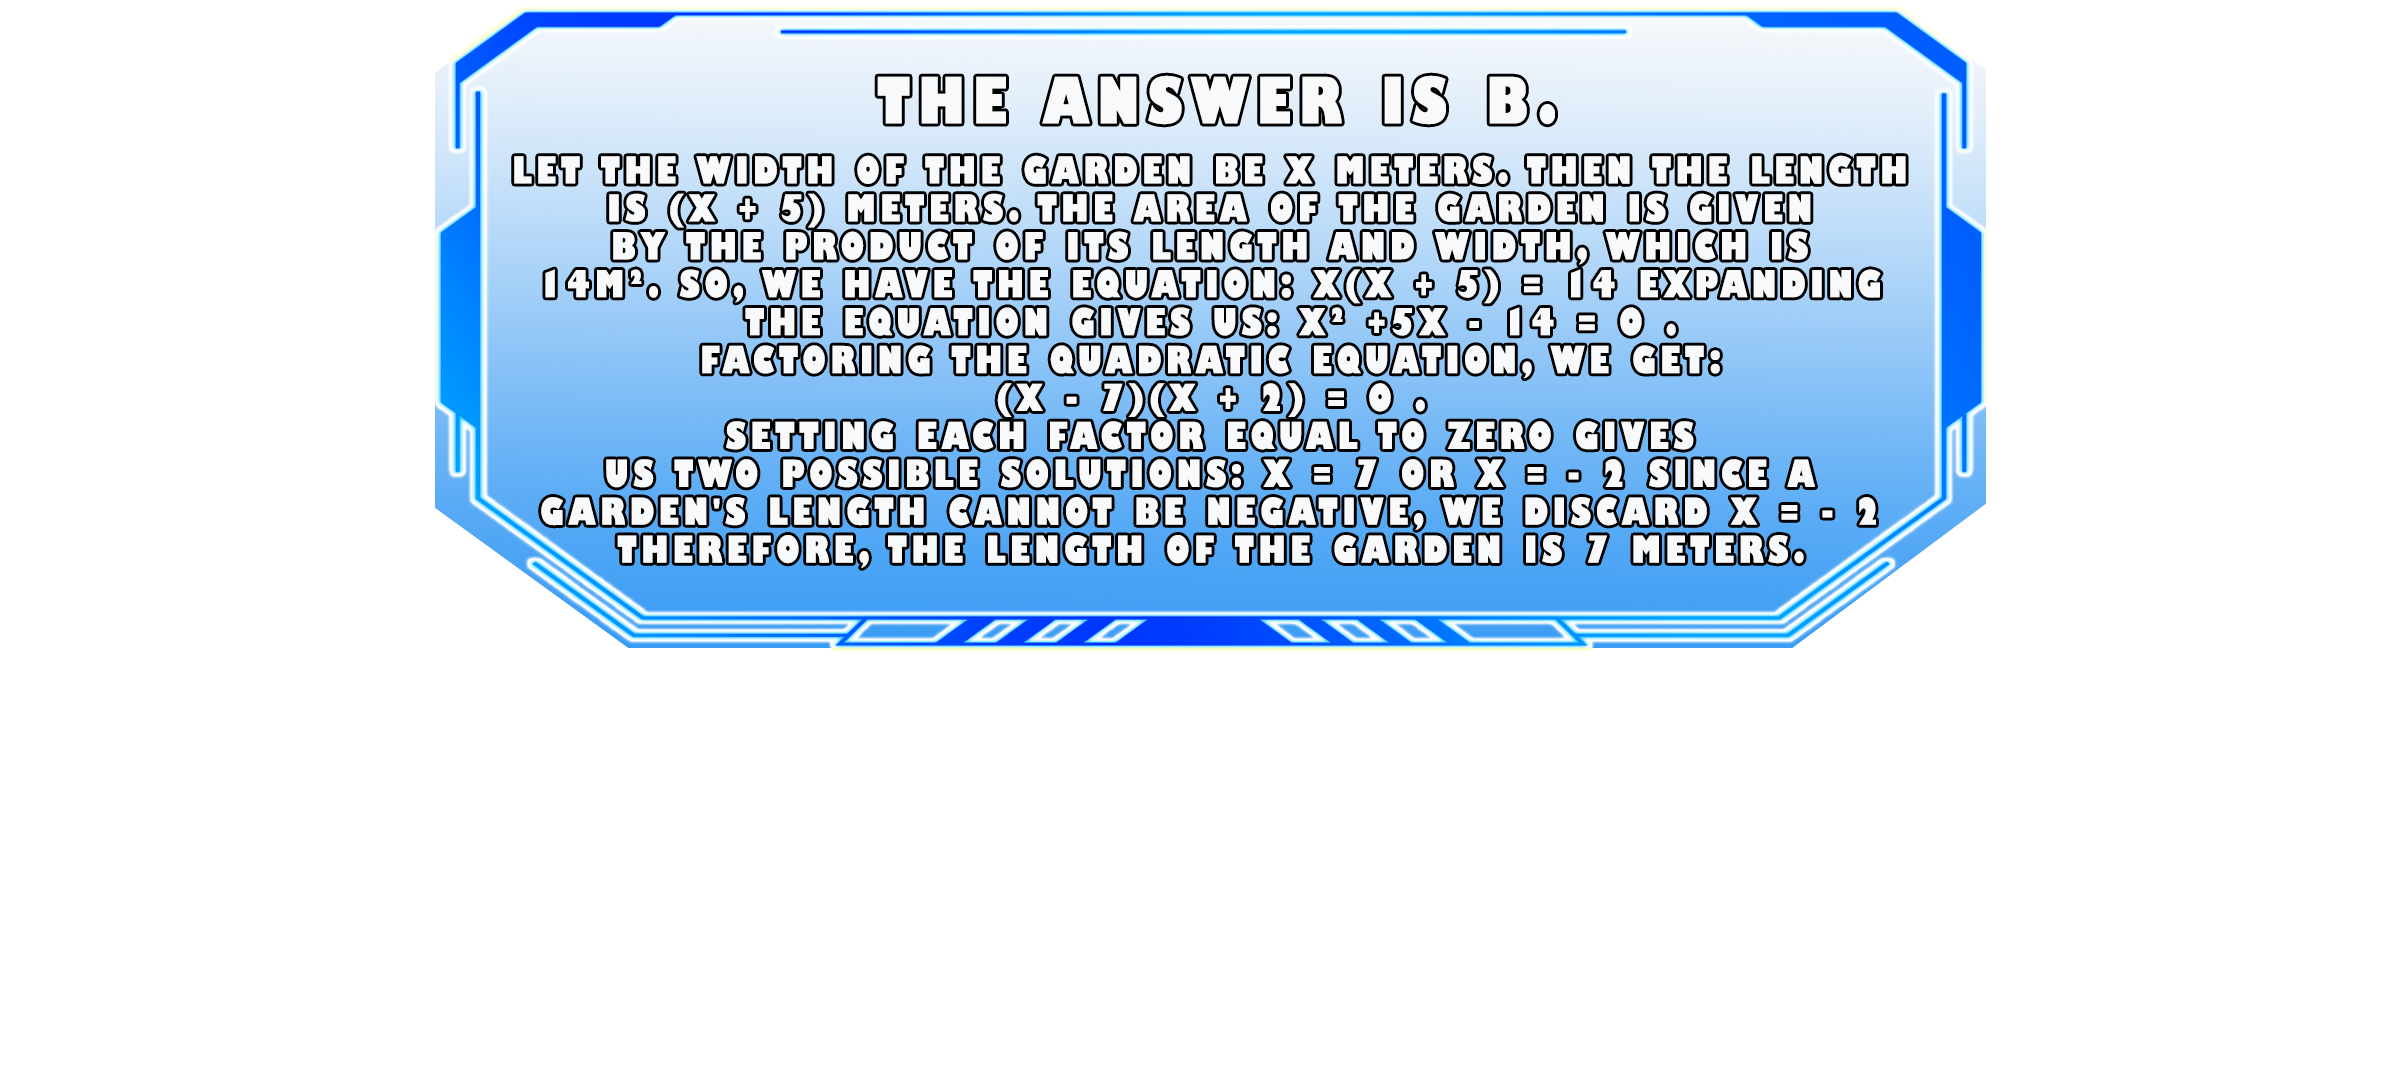 THE ANSWER IS B.
LET THE WIDTH OF THE GARDEN BE X METERS. THEN THE LENGTH
IS (X + 5) METERS. THE AREA OF THE GARDEN IS GIVEN
BY THE PRODUCT OF ITS LENGTH AND WIDTH, WHICH IS
14M². SO, WE HAVE THE EQUATION: X(X + 5) = 14 EXPANDING
THE EQUATION GIVES US: X² +5X - 14 = 0 .
FACTORING THE QUADRATIC EQUATION, WE GET:
(X - 7)(X + 2) = 0 .
SETTING EACH FACTOR EQUAL TO ZERO GIVES
US TWO POSSIBLE SOLUTIONS: X = 7 OR X = - 2 SINCE A
GARDEN'S LENGTH CANNOT BE NEGATIVE, WE DISCARD X = - 2
THEREFORE, THE LENGTH OF THE GARDEN IS 7 METERS.